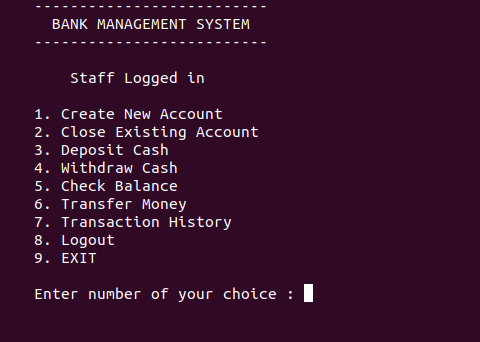 --------------------------
BANK MANAGEMENT SYSTEM
--------------------------
Staff Logged in
1. Create New Account
2. Close Existing Account
3. Deposit Cash
4. Withdraw Cash
5. Check Balance
6. Transfer Money
7. Transaction History
8. Logout
9. EXIT
Enter number of your choice :